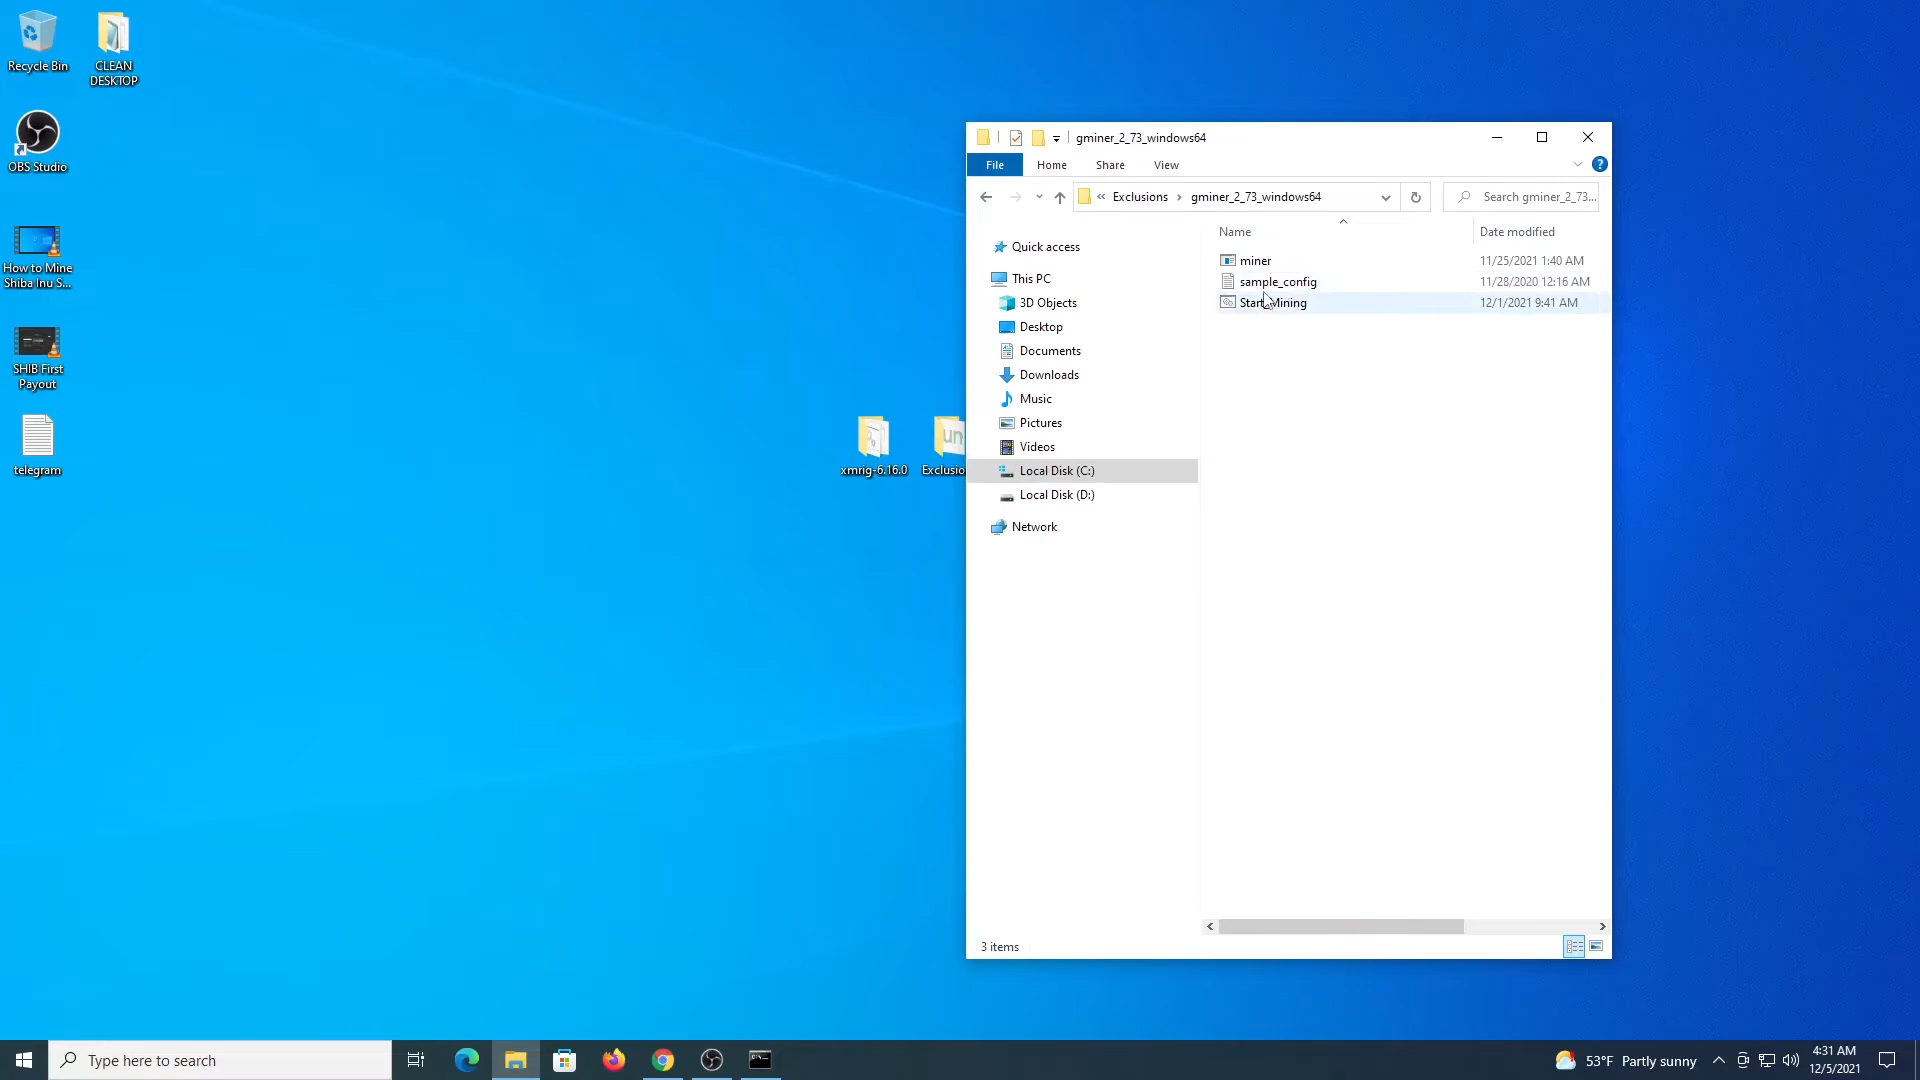 Recycle Bin
CLEAN
DESKTOP
OBS Studio
How to Mine
Shiba Inu S...
SHIB First
Payout
telegram
xmrig-6.16.0
Exclusio
gminer_2_73_windows64
File Home Share View
« Exclusions › gminer_2_73_windows64
Search gminer_2_73...
Name Date modified
miner 11/25/2021 1:40 AM
sample_config 11/28/2020 12:16 AM
Start Mining 12/1/2021 9:41 AM
Quick access
This PC
3D Objects
Desktop
Documents
Downloads
Music
Pictures
Videos
Local Disk (C:)
Local Disk (D:)
Network
3 items
Type here to search
53°F Partly sunny
4:31 AM
12/5/2021